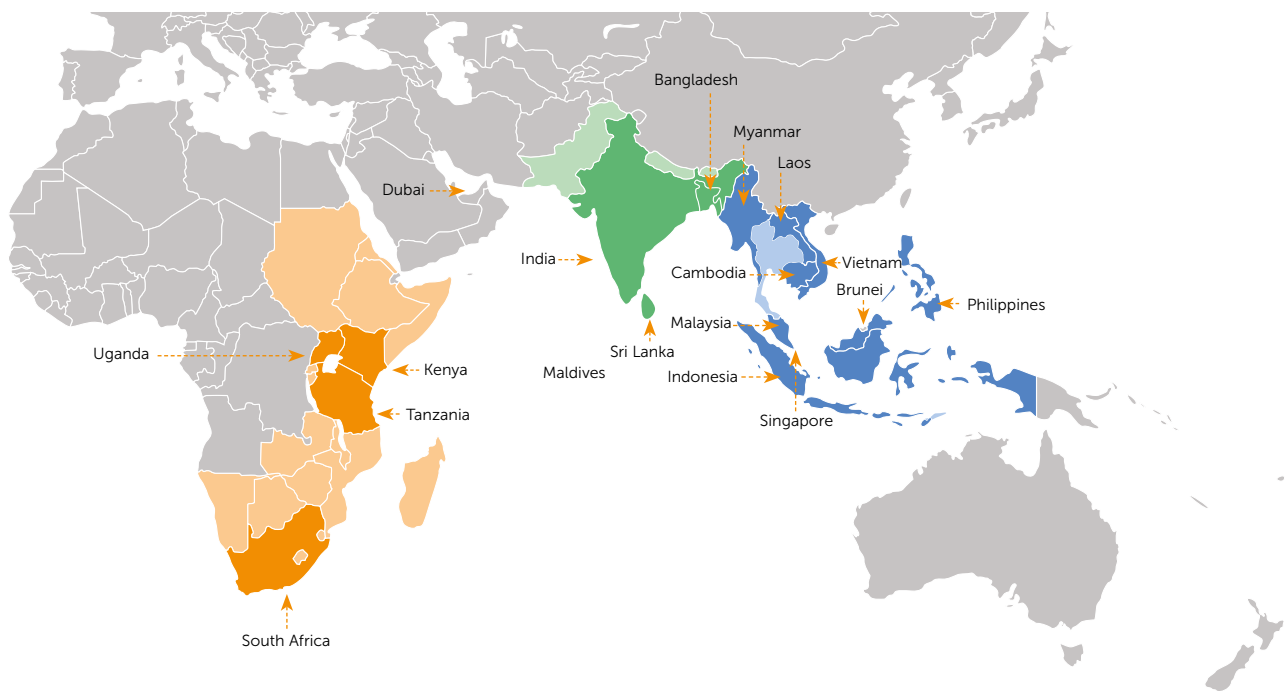 Bangladesh
Myanmar
Laos
Dubai
India
Cambodia
Vietnam
Brunei
Philippines
Malaysia
Sri Lanka
Uganda
Kenya
Maldives
Indonesia
Tanzania
Singapore
South Africa